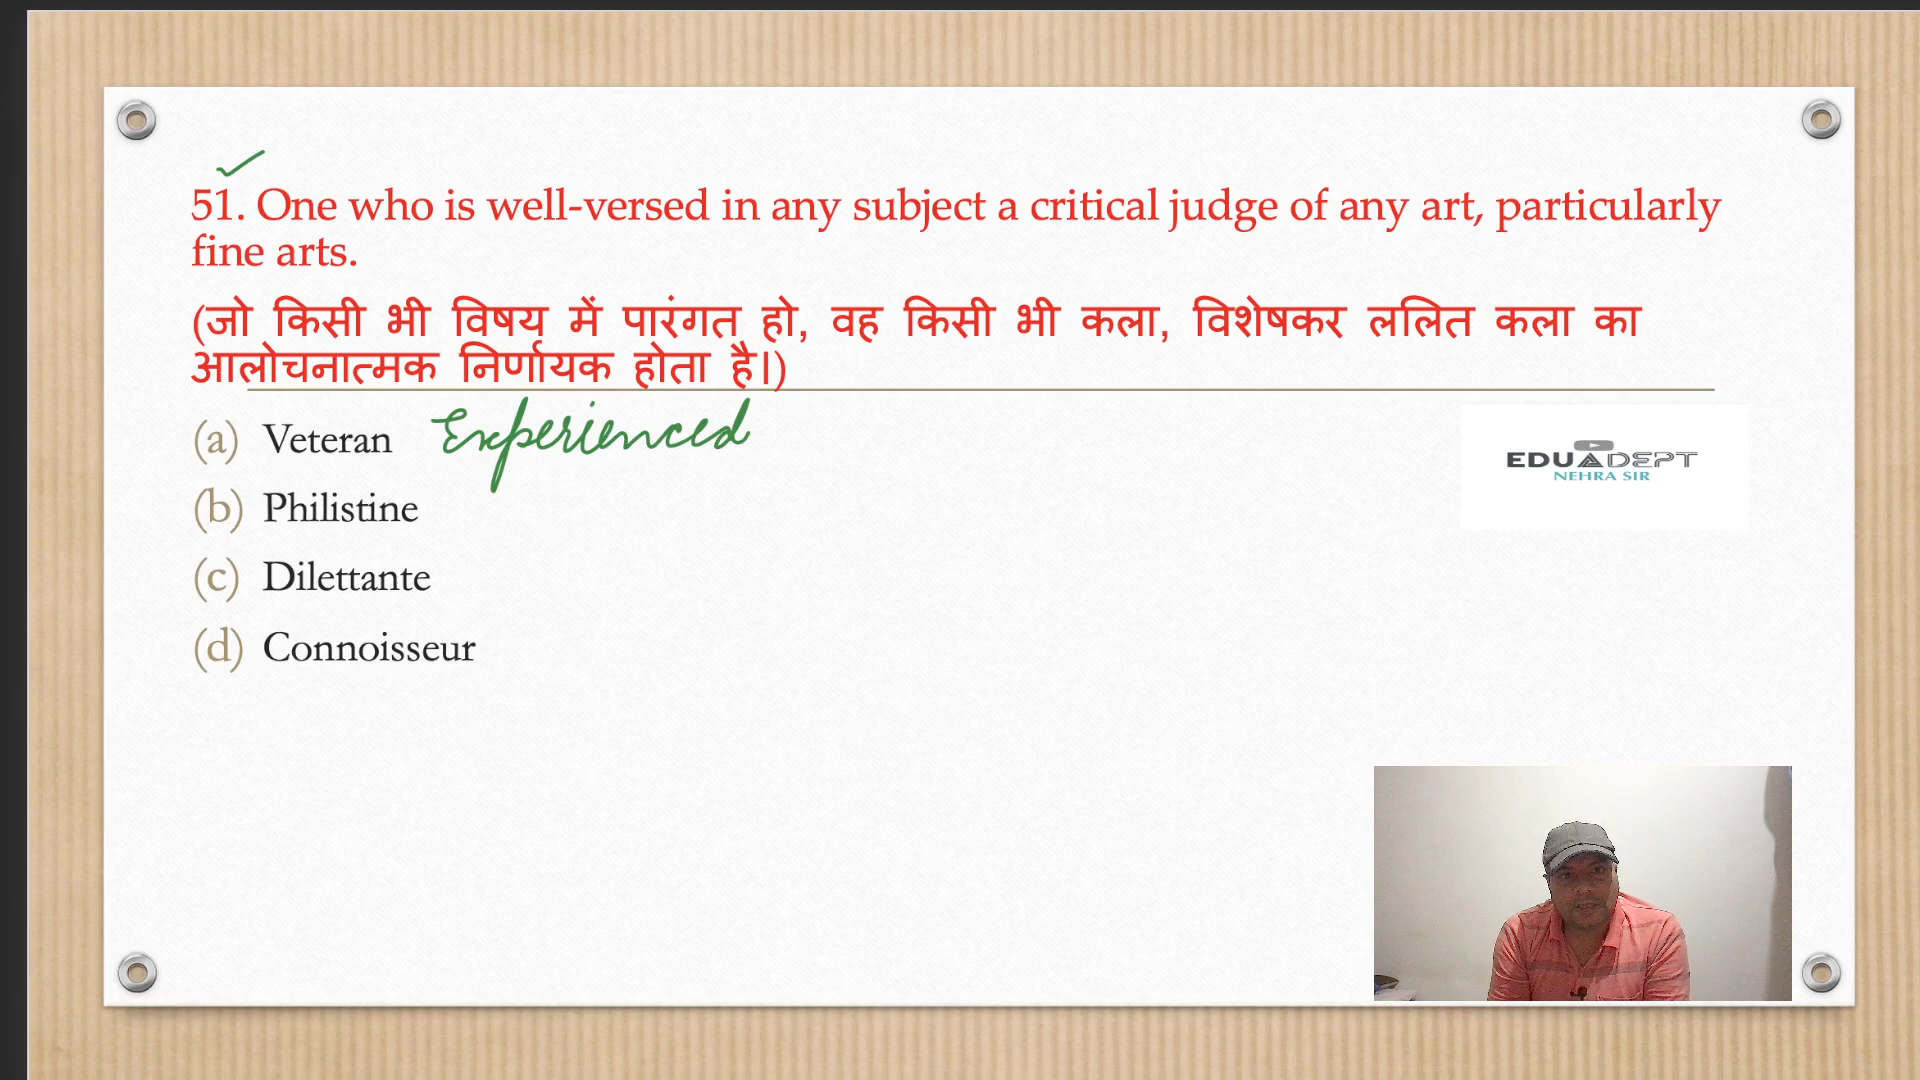 51. One who is well-versed in any subject a critical judge of any art, particularly
fine arts.
(जो किसी भी विषय में पारंगत हो, वह किसी भी कला, विशेषकर ललित कला का
आलोचनात्मक निर्णायक होता है।)
(a) Veteran Experienced
(b) Philistine
(c) Dilettante
(d) Connoisseur
EDUADEPT
NEHRA SIR